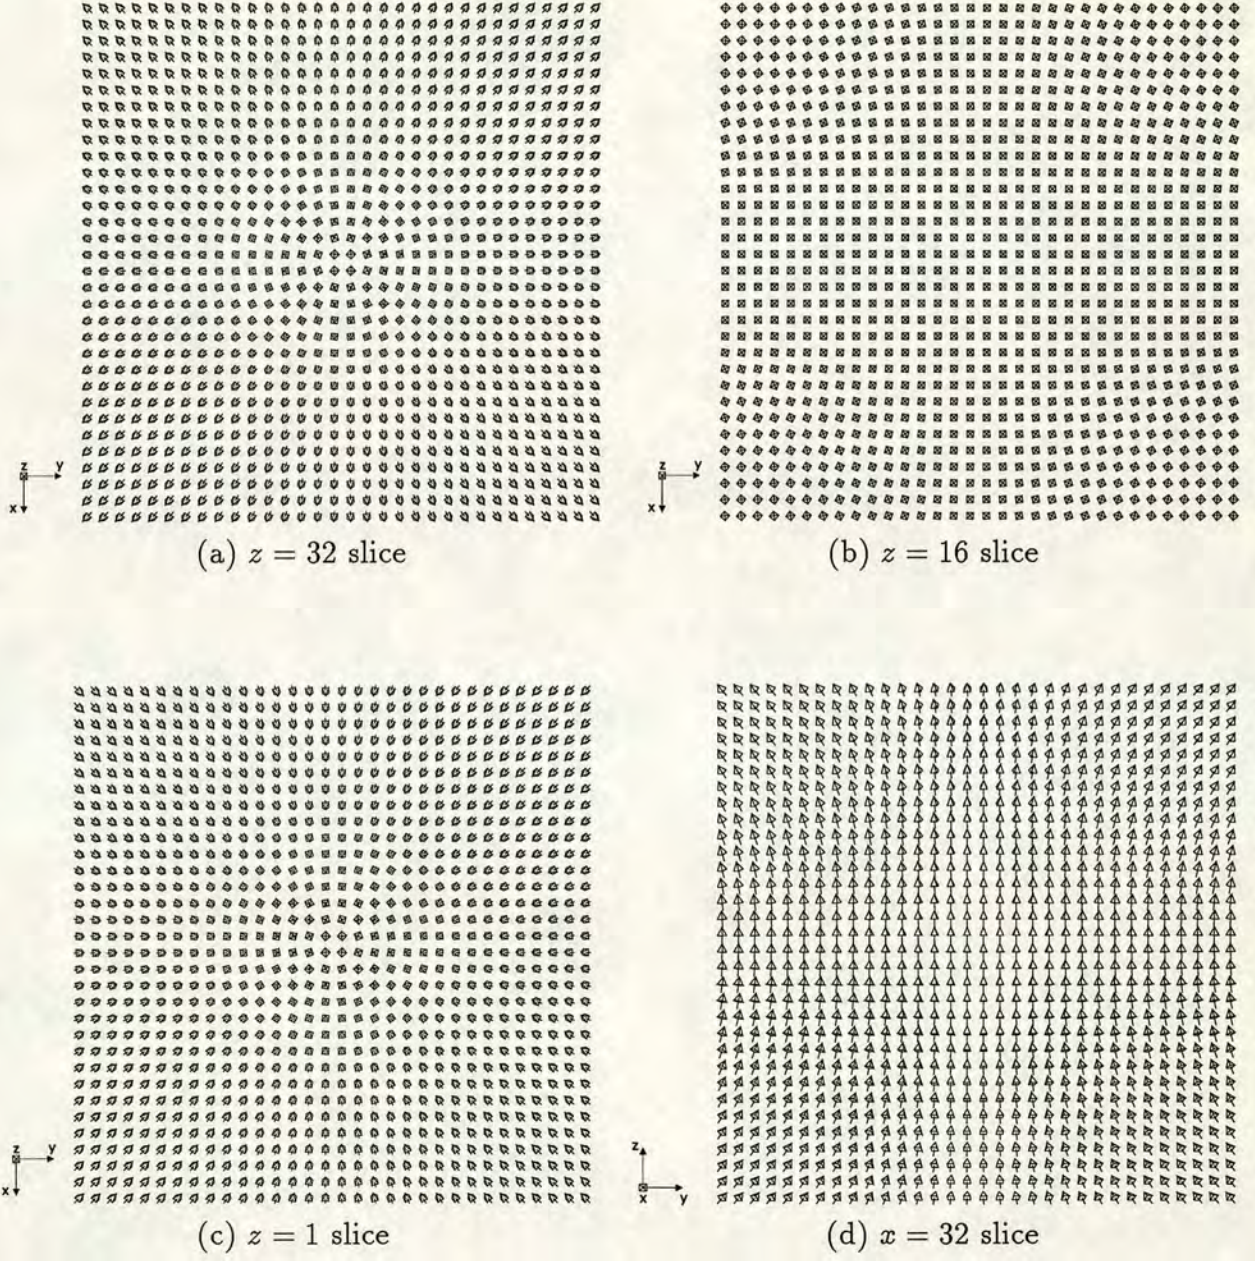 z y
x
(a) z = 32 slice
z y
x
(b) z = 16 slice
z y
x
(c) z = 1 slice
z
x y
(d) x = 32 slice